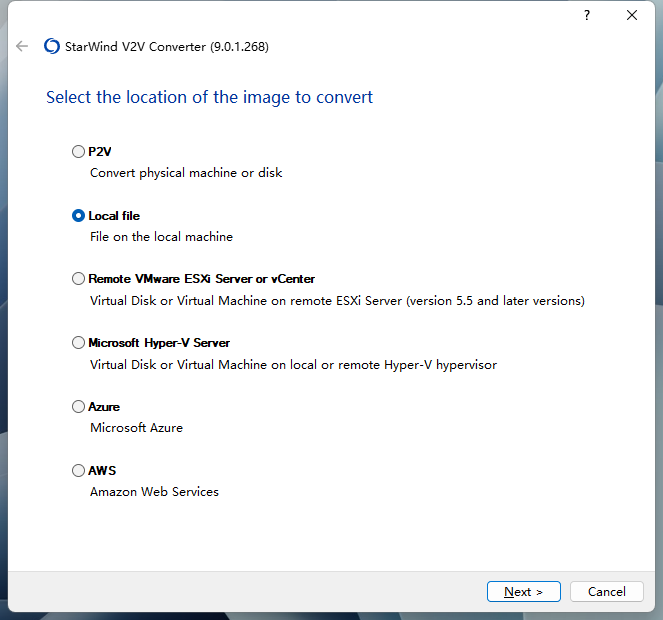 ?
StarWind V2V Converter (9.0.1.268)
Select the location of the image to convert
P2V
Convert physical machine or disk
Local file
File on the local machine
Remote VMware ESXi Server or vCenter
Virtual Disk or Virtual Machine on remote ESXi Server (version 5.5 and later versions)
Microsoft Hyper-V Server
Virtual Disk or Virtual Machine on local or remote Hyper-V hypervisor
Azure
Microsoft Azure
AWS
Amazon Web Services
Next > Cancel